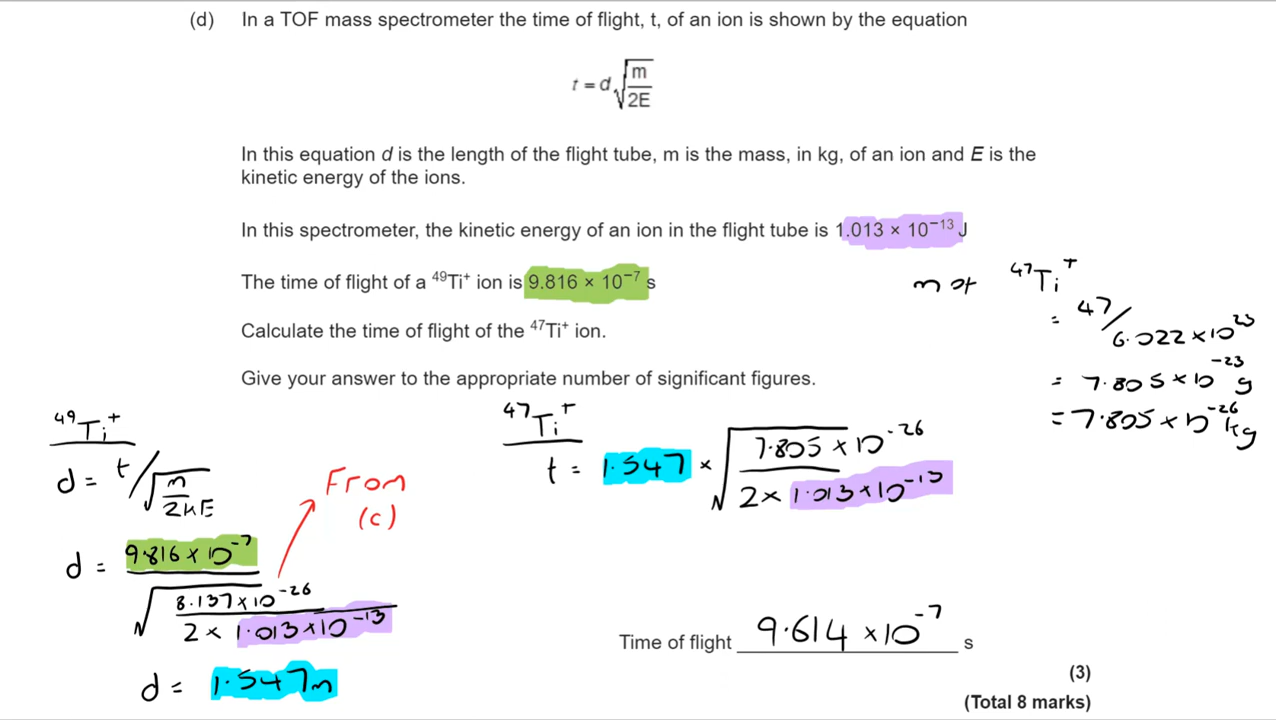 (d) In a TOF mass spectrometer the time of flight, t, of an ion is shown by the equation
t = d√(m/2E)
In this equation d is the length of the flight tube, m is the mass, in kg, of an ion and E is the
kinetic energy of the ions.
In this spectrometer, the kinetic energy of an ion in the flight tube is 1.013 × 10⁻¹³ J
The time of flight of a ⁴⁹Ti⁺ ion is 9.816 × 10⁻⁷ s
Calculate the time of flight of the ⁴⁷Ti⁺ ion.
Give your answer to the appropriate number of significant figures.
m of ⁴⁷Ti⁺
= 47/6.022×10²³
= 7.805×10⁻²³ g
= 7.805×10⁻²⁶ kg
⁴⁹Ti⁺
d = t/√(m/2KE)
d = 9.816×10⁻⁷/√(8.137×10⁻²⁶/2×1.013×10⁻¹³)
From
(c)
d = 1.547m
⁴⁷Ti⁺
t = 1.547 × √(7.805×10⁻²⁶/2×1.013×10⁻¹³)
Time of flight 9.614 ×10⁻⁷ s
(3)
(Total 8 marks)